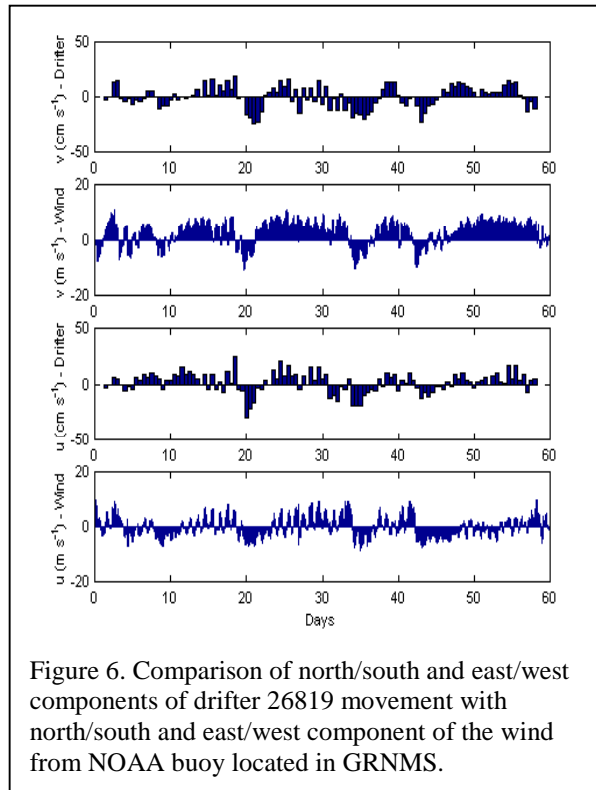 50
0
-50
v (cm s⁻¹) - Drifter
0 10 20 30 40 50 60
20
0
-20
v (m s⁻¹) - Wind
0 10 20 30 40 50 60
50
0
-50
u (cm s⁻¹) - Drifter
0 10 20 30 40 50 60
20
0
-20
u (m s⁻¹) - Wind
0 10 20 30 40 50 60
Days
Figure 6. Comparison of north/south and east/west
components of drifter 26819 movement with
north/south and east/west component of the wind
from NOAA buoy located in GRNMS.